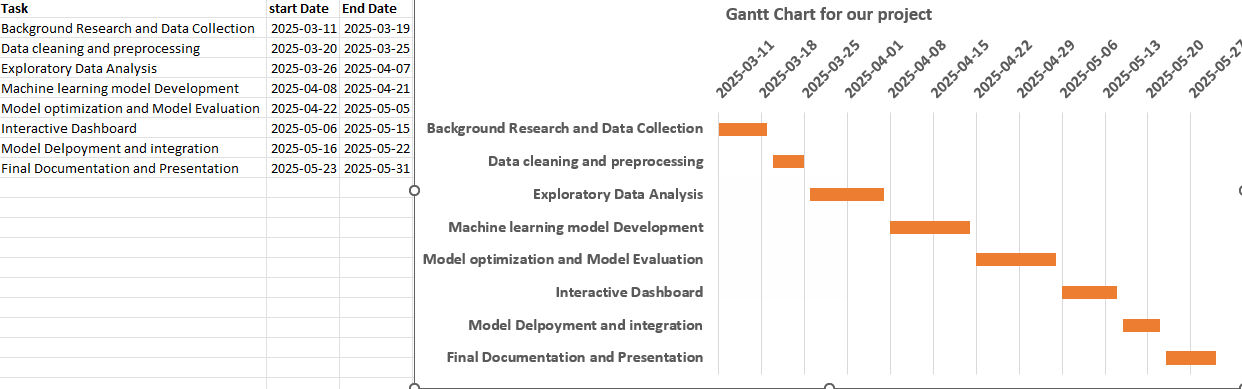 Task start Date End Date
Background Research and Data Collection 2025-03-11 2025-03-19
Data cleaning and preprocessing 2025-03-20 2025-03-25
Exploratory Data Analysis 2025-03-26 2025-04-07
Machine learning model Development 2025-04-08 2025-04-21
Model optimization and Model Evaluation 2025-04-22 2025-05-05
Interactive Dashboard 2025-05-06 2025-05-15
Model Delpoyment and integration 2025-05-16 2025-05-22
Final Documentation and Presentation 2025-05-23 2025-05-31
Gantt Chart for our project
2025-03-11 2025-03-18 2025-03-25 2025-04-01 2025-04-08 2025-04-15 2025-04-22 2025-04-29 2025-05-06 2025-05-13 2025-05-20 2025-05-27
Background Research and Data Collection
Data cleaning and preprocessing
Exploratory Data Analysis
Machine learning model Development
Model optimization and Model Evaluation
Interactive Dashboard
Model Delpoyment and integration
Final Documentation and Presentation